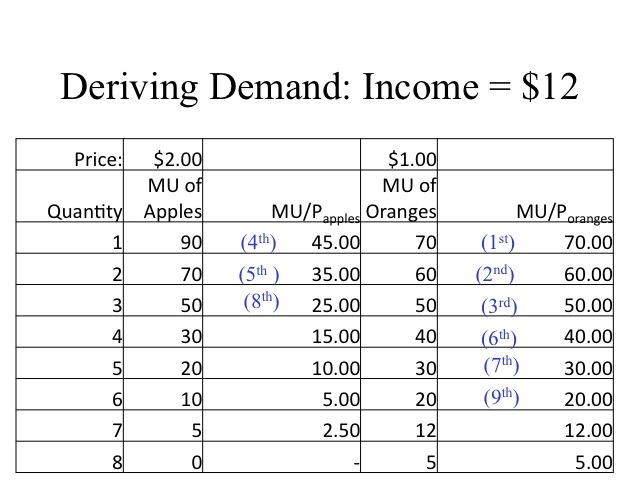 Deriving Demand: Income = $12
Price: $2.00 $1.00
MU of MU of
Quantity Apples MU/Papples Oranges MU/Poranges
1 90 (4th) 45.00 70 (1st) 70.00
2 70 (5th ) 35.00 60 (2nd) 60.00
3 50 (8th) 25.00 50 (3rd) 50.00
4 30 15.00 40 (6th) 40.00
5 20 10.00 30 (7th) 30.00
6 10 5.00 20 (9th) 20.00
7 5 2.50 12 12.00
8 0 - 5 5.00